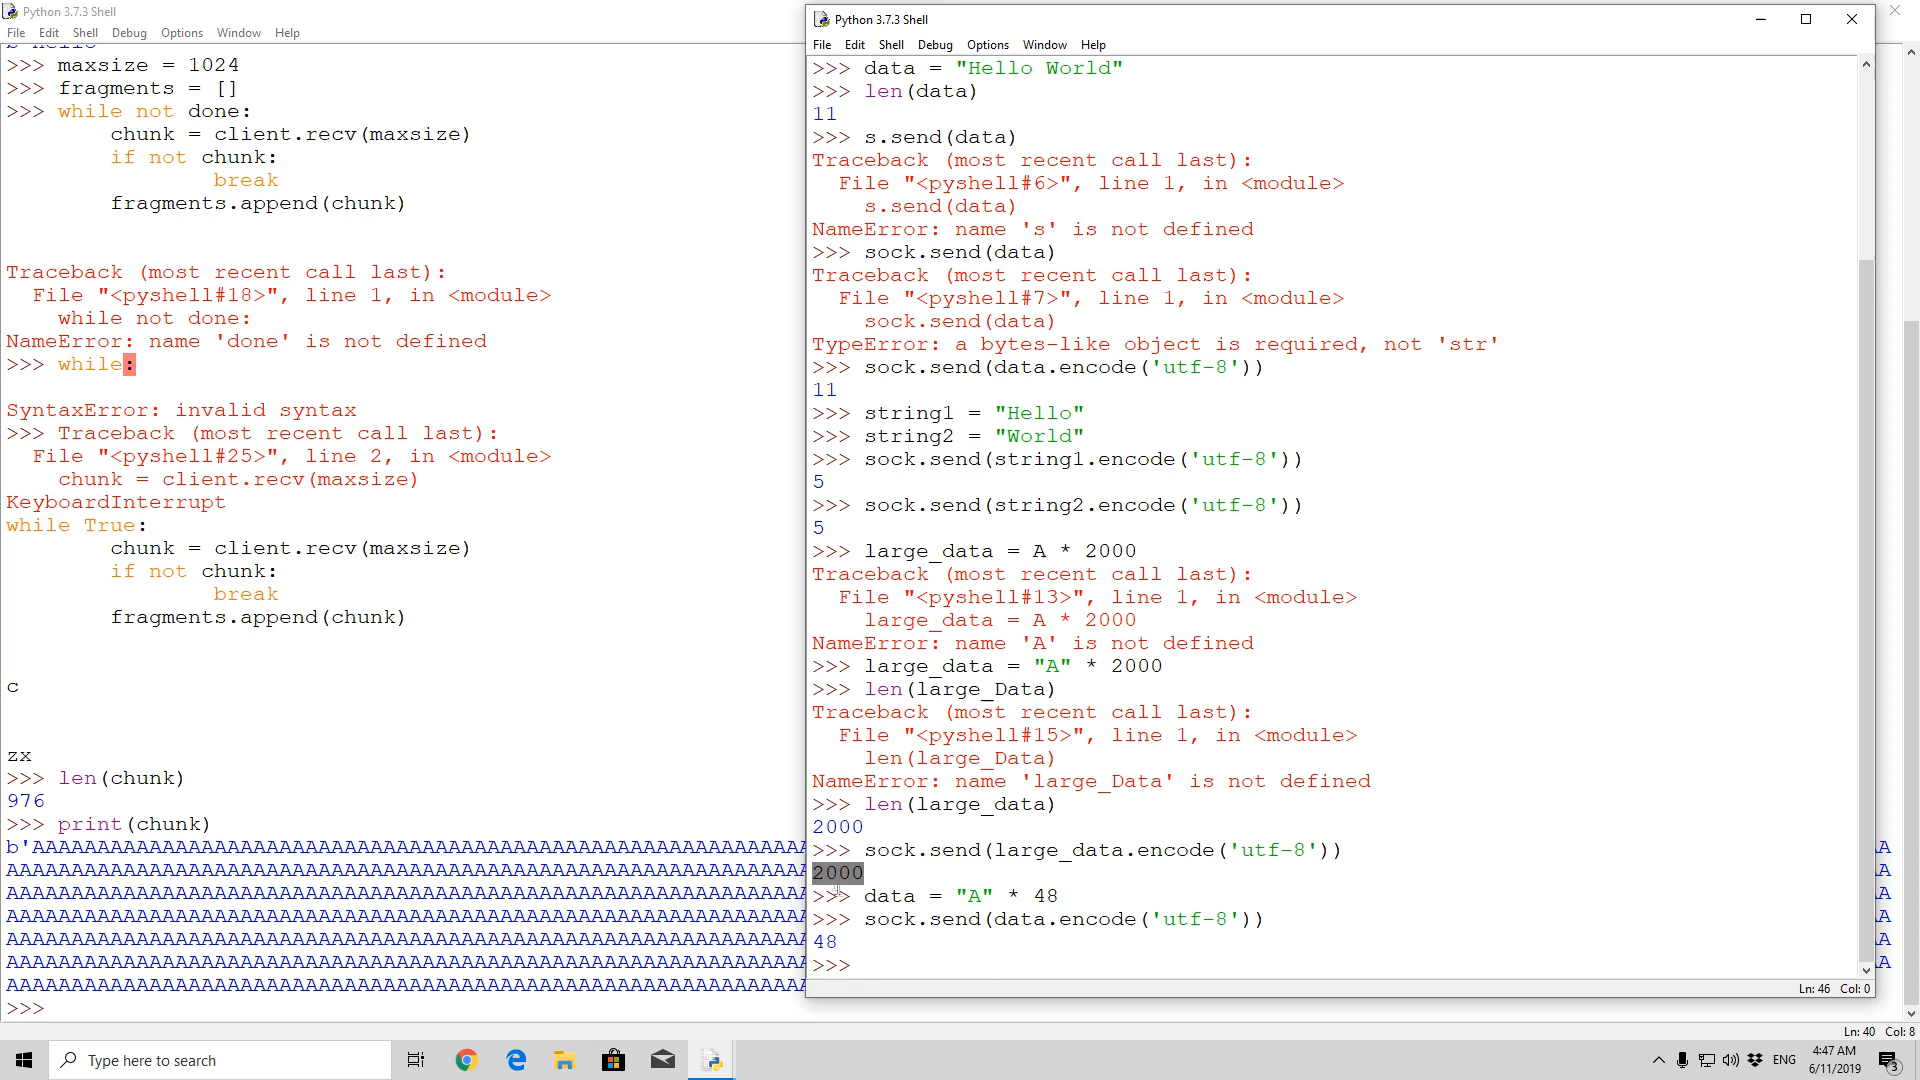 Python 3.7.3 Shell
File Edit Shell Debug Options Window Help
>>> maxsize = 1024
>>> fragments = []
>>> while not done:
        chunk = client.recv(maxsize)
        if not chunk:
                break
        fragments.append(chunk)
Traceback (most recent call last):
  File "<pyshell#18>", line 1, in <module>
    while not done:
NameError: name 'done' is not defined
>>> while:
SyntaxError: invalid syntax
>>> Traceback (most recent call last):
  File "<pyshell#25>", line 2, in <module>
    chunk = client.recv(maxsize)
KeyboardInterrupt
while True:
        chunk = client.recv(maxsize)
        if not chunk:
                break
        fragments.append(chunk)
c
zx
>>> len(chunk)
976
>>> print(chunk)
>>>
Ln: 40 Col: 8
Python 3.7.3 Shell
File Edit Shell Debug Options Window Help
>>> data = "Hello World"
>>> len(data)
11
>>> s.send(data)
Traceback (most recent call last):
  File "<pyshell#6>", line 1, in <module>
    s.send(data)
NameError: name 's' is not defined
>>> sock.send(data)
Traceback (most recent call last):
  File "<pyshell#7>", line 1, in <module>
    sock.send(data)
TypeError: a bytes-like object is required, not 'str'
>>> sock.send(data.encode('utf-8'))
11
>>> string1 = "Hello"
>>> string2 = "World"
>>> sock.send(string1.encode('utf-8'))
5
>>> sock.send(string2.encode('utf-8'))
5
>>> large_data = A * 2000
Traceback (most recent call last):
  File "<pyshell#13>", line 1, in <module>
    large_data = A * 2000
NameError: name 'A' is not defined
>>> large_data = "A" * 2000
>>> len(large_Data)
Traceback (most recent call last):
  File "<pyshell#15>", line 1, in <module>
    len(large_Data)
NameError: name 'large_Data' is not defined
>>> len(large_data)
2000
>>> sock.send(large_data.encode('utf-8'))
2000
>>> data = "A" * 48
>>> sock.send(data.encode('utf-8'))
48
>>>
Ln: 46 Col: 0
Type here to search
ENG
4:47 AM
6/11/2019
3